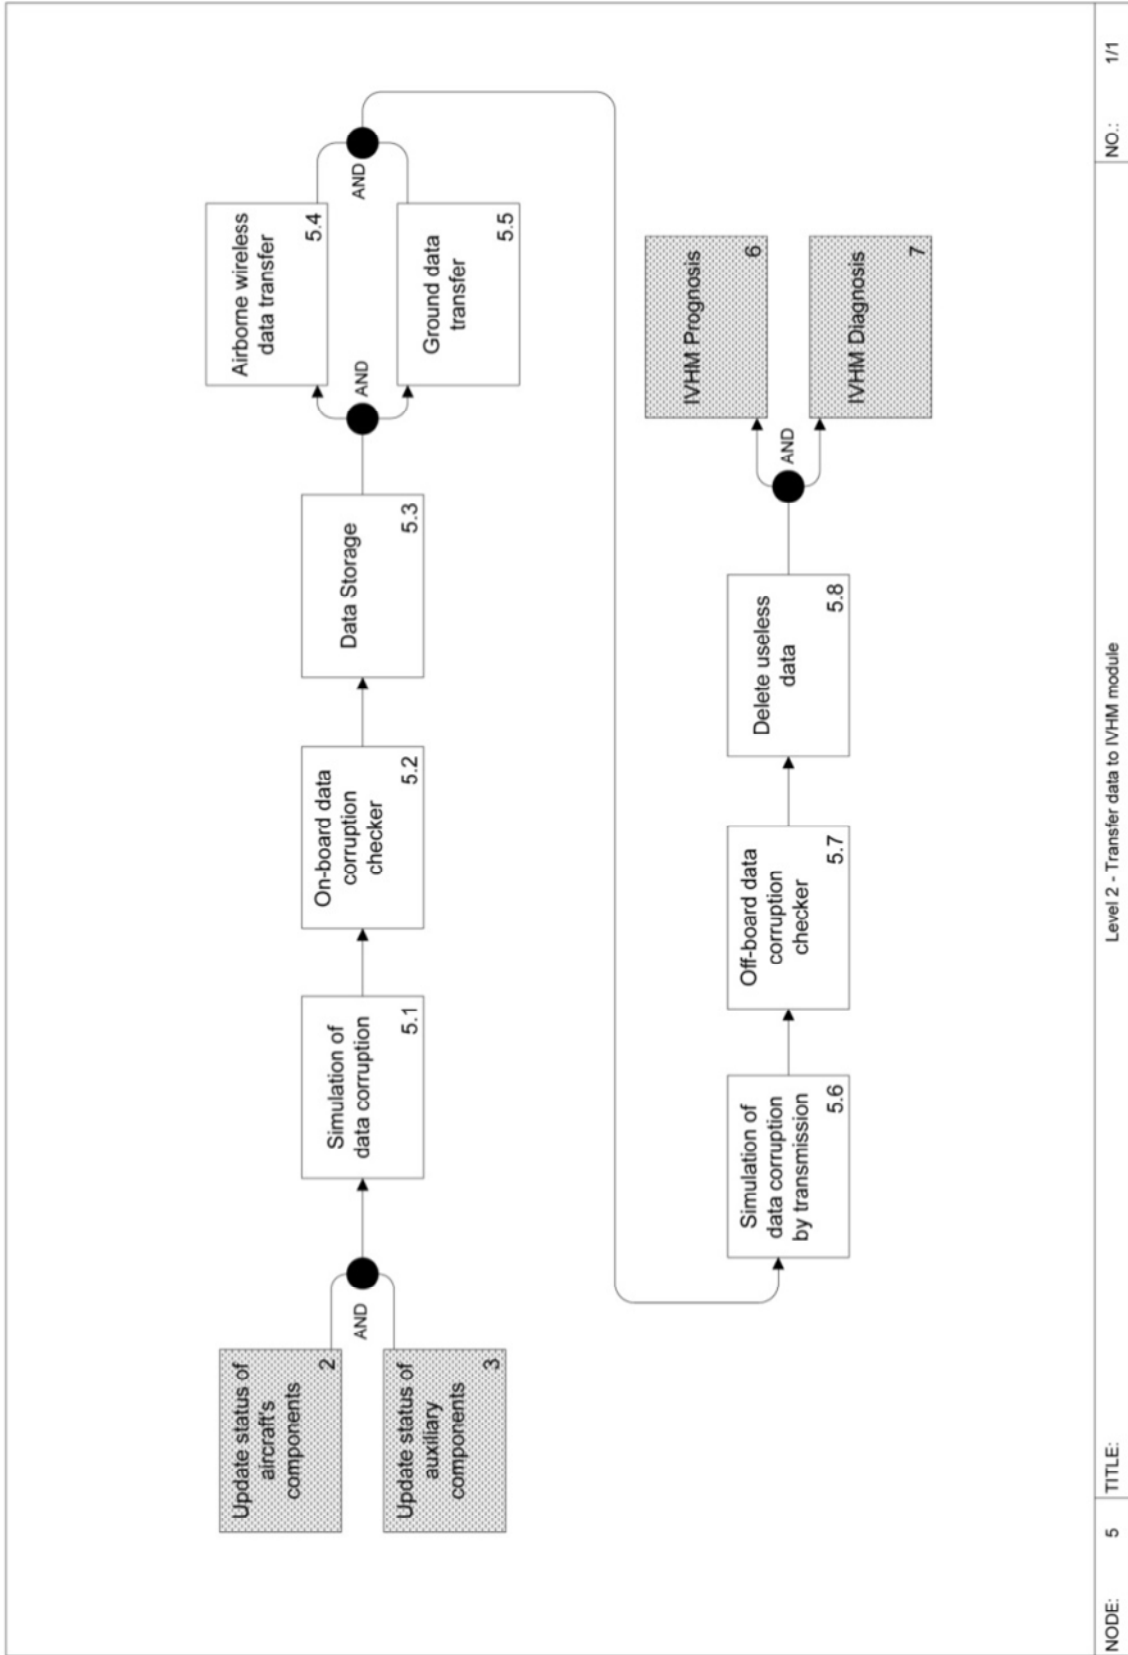 Update status of
aircraft's
components
2
Update status of
auxiliary
components
3
AND
Simulation of
data corruption
5.1
On-board data
corruption
checker
5.2
Data Storage
5.3
AND
Airborne wireless
data transfer
5.4
Ground data
transfer
5.5
AND
Simulation of
data corruption
by transmission
5.6
Off-board data
corruption
checker
5.7
Delete useless
data
5.8
AND
IVHM Prognosis
6
IVHM Diagnosis
7
NODE: 5
TITLE: Level 2 - Transfer data to IVHM module
NO.: 1/1